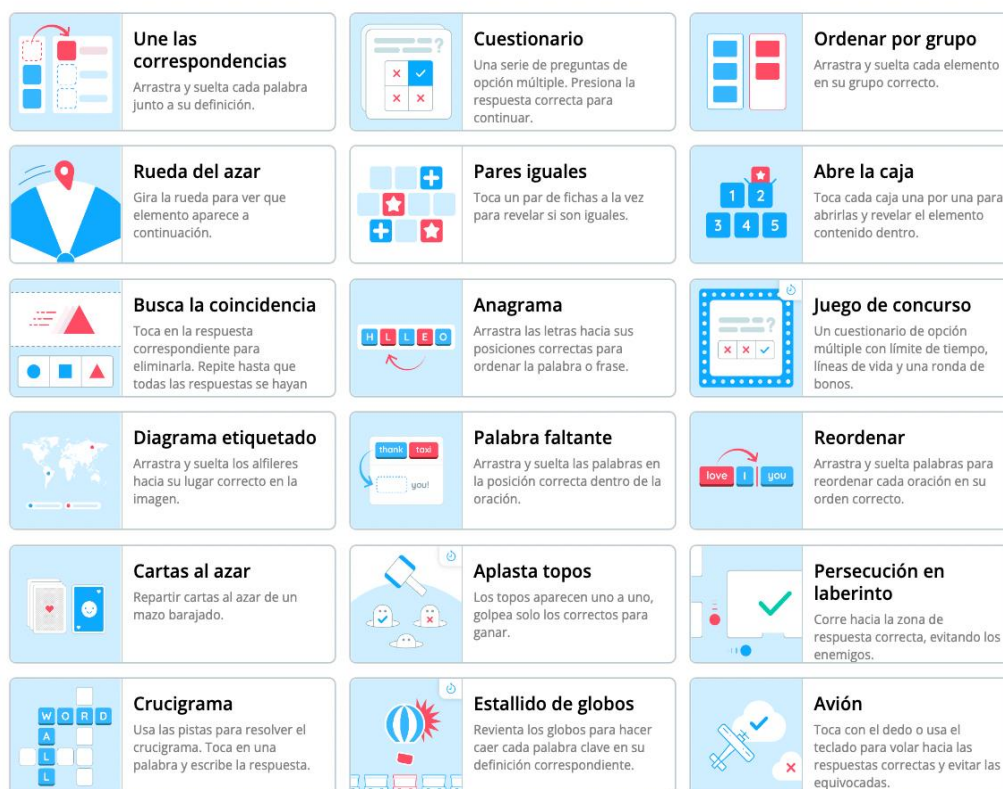 Une las
correspondencias
Arrastra y suelta cada palabra
junto a su definición.
?
Cuestionario
Una serie de preguntas de
opción múltiple. Presiona la
respuesta correcta para
continuar.
Ordenar por grupo
Arrastra y suelta cada elemento
en su grupo correcto.
Rueda del azar
Gira la rueda para ver que
elemento aparece a
continuación.
Pares iguales
Toca un par de fichas a la vez
para revelar si son iguales.
1 2
3 4 5
Abre la caja
Toca cada caja una por una para
abrirlas y revelar el elemento
contenido dentro.
Busca la coincidencia
Toca en la respuesta
correspondiente para
eliminarla. Repite hasta que
todas las respuestas se hayan
H L L E O
Anagrama
Arrastra las letras hacia sus
posiciones correctas para
ordenar la palabra o frase.
?
Juego de concurso
Un cuestionario de opción
múltiple con límite de tiempo,
líneas de vida y una ronda de
bonos.
Diagrama etiquetado
Arrastra y suelta los alfileres
hacia su lugar correcto en la
imagen.
thank taxi
you!
Palabra faltante
Arrastra y suelta las palabras en
la posición correcta dentro de la
oración.
love I you
Reordenar
Arrastra y suelta palabras para
reordenar cada oración en su
orden correcto.
Cartas al azar
Repartir cartas al azar de un
mazo barajado.
Aplasta topos
Los topos aparecen uno a uno,
golpea solo los correctos para
ganar.
Persecución en
laberinto
Corre hacia la zona de
respuesta correcta, evitando los
enemigos.
W O R D
A
L
L
Crucigrama
Usa las pistas para resolver el
crucigrama. Toca en una
palabra y escribe la respuesta.
Estallido de globos
Revienta los globos para hacer
caer cada palabra clave en su
definición correspondiente.
Avión
Toca con el dedo o usa el
teclado para volar hacia las
respuestas correctas y evitar las
equivocadas.